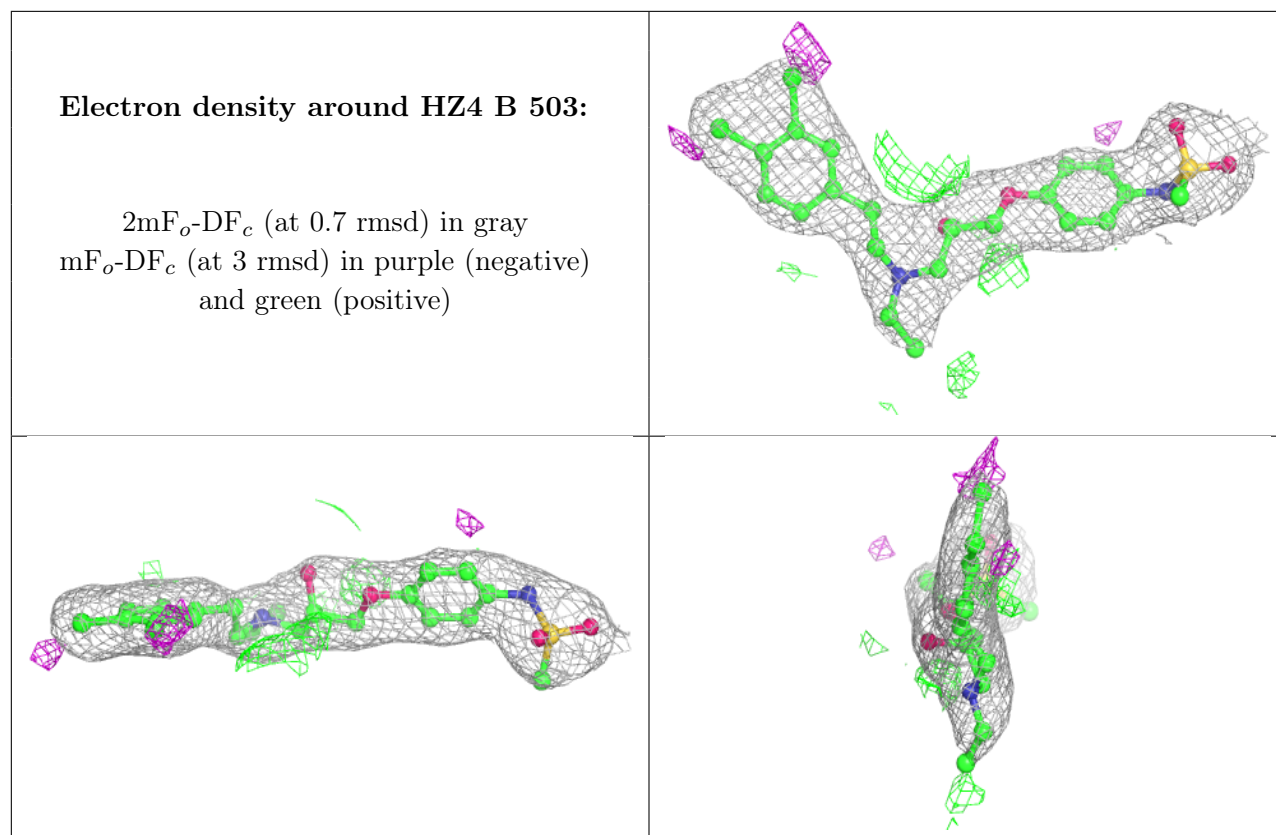 Electron density around HZ4 B 503:
2mFo-DFc (at 0.7 rmsd) in gray
mFo-DFc (at 3 rmsd) in purple (negative)
and green (positive)